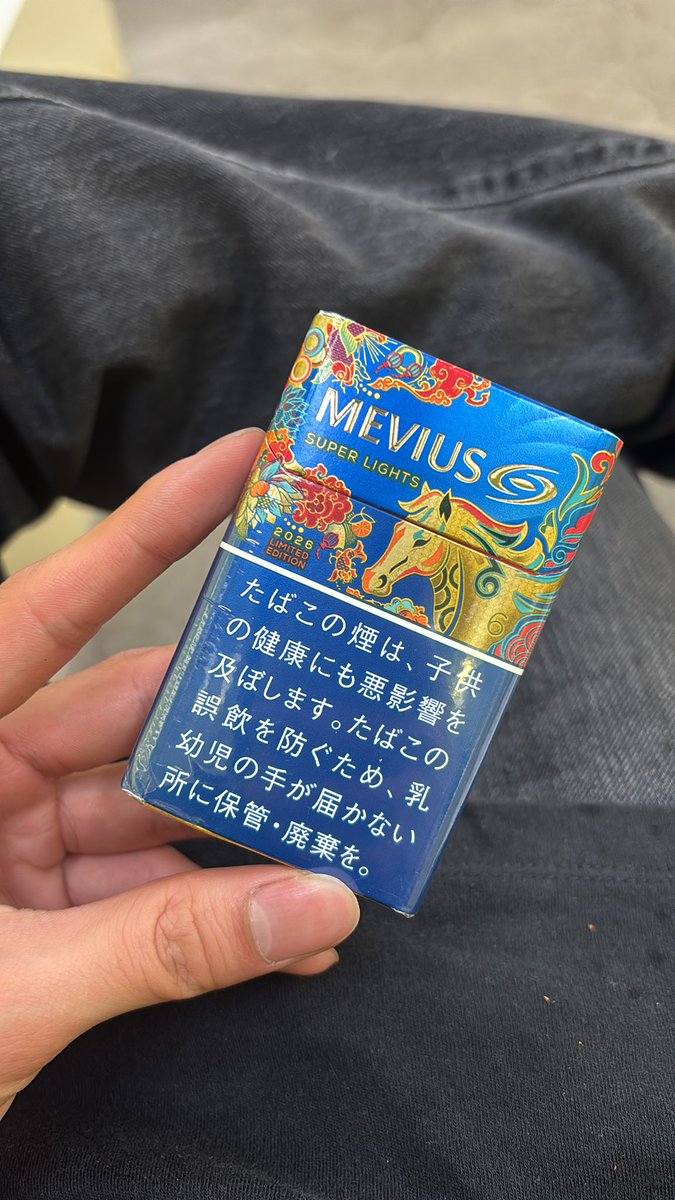 MEVIUS
SUPER LIGHTS
2026
LIMITED
EDITION
6
たばこの煙は、子供
の健康にも悪影響を
及ぼします。たばこの
誤飲を防ぐため、乳
幼児の手が届かない
所に保管・廃棄を。